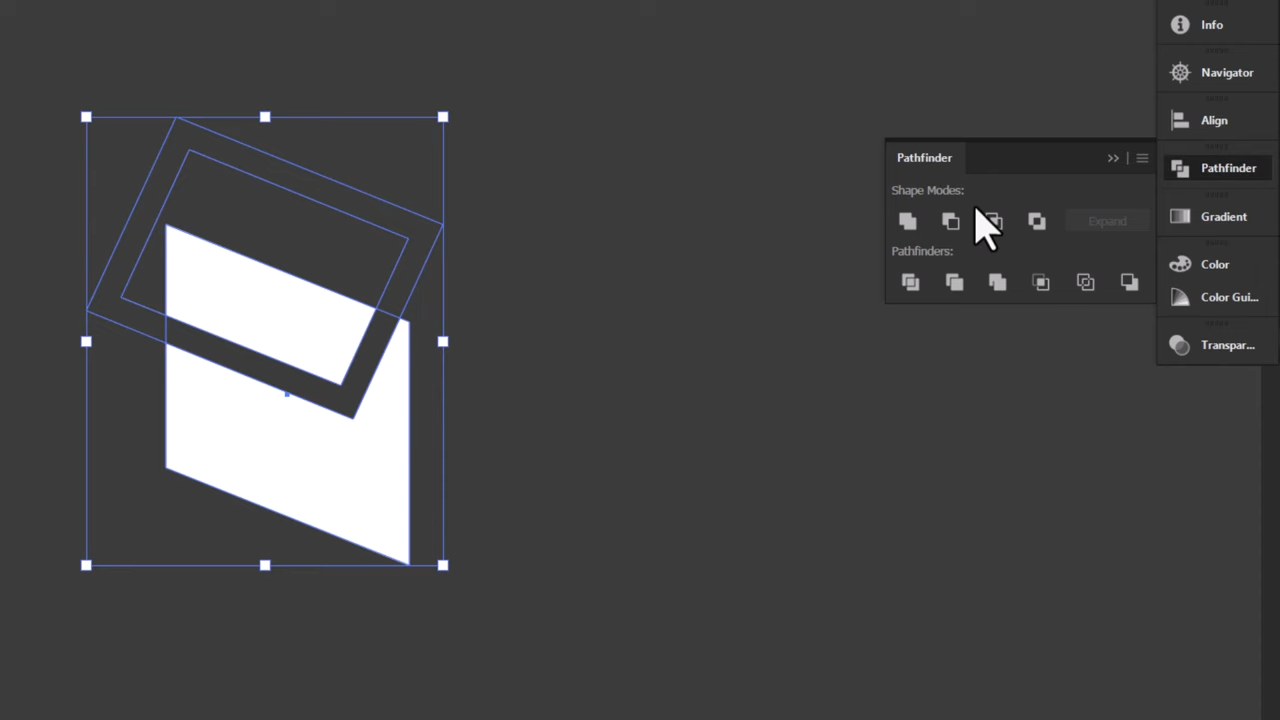 Info
Navigator
Align
Pathfinder
Pathfinder
Shape Modes:
Gradient
Expand
Pathfinders:
Color
Color Gui...
Transpar...